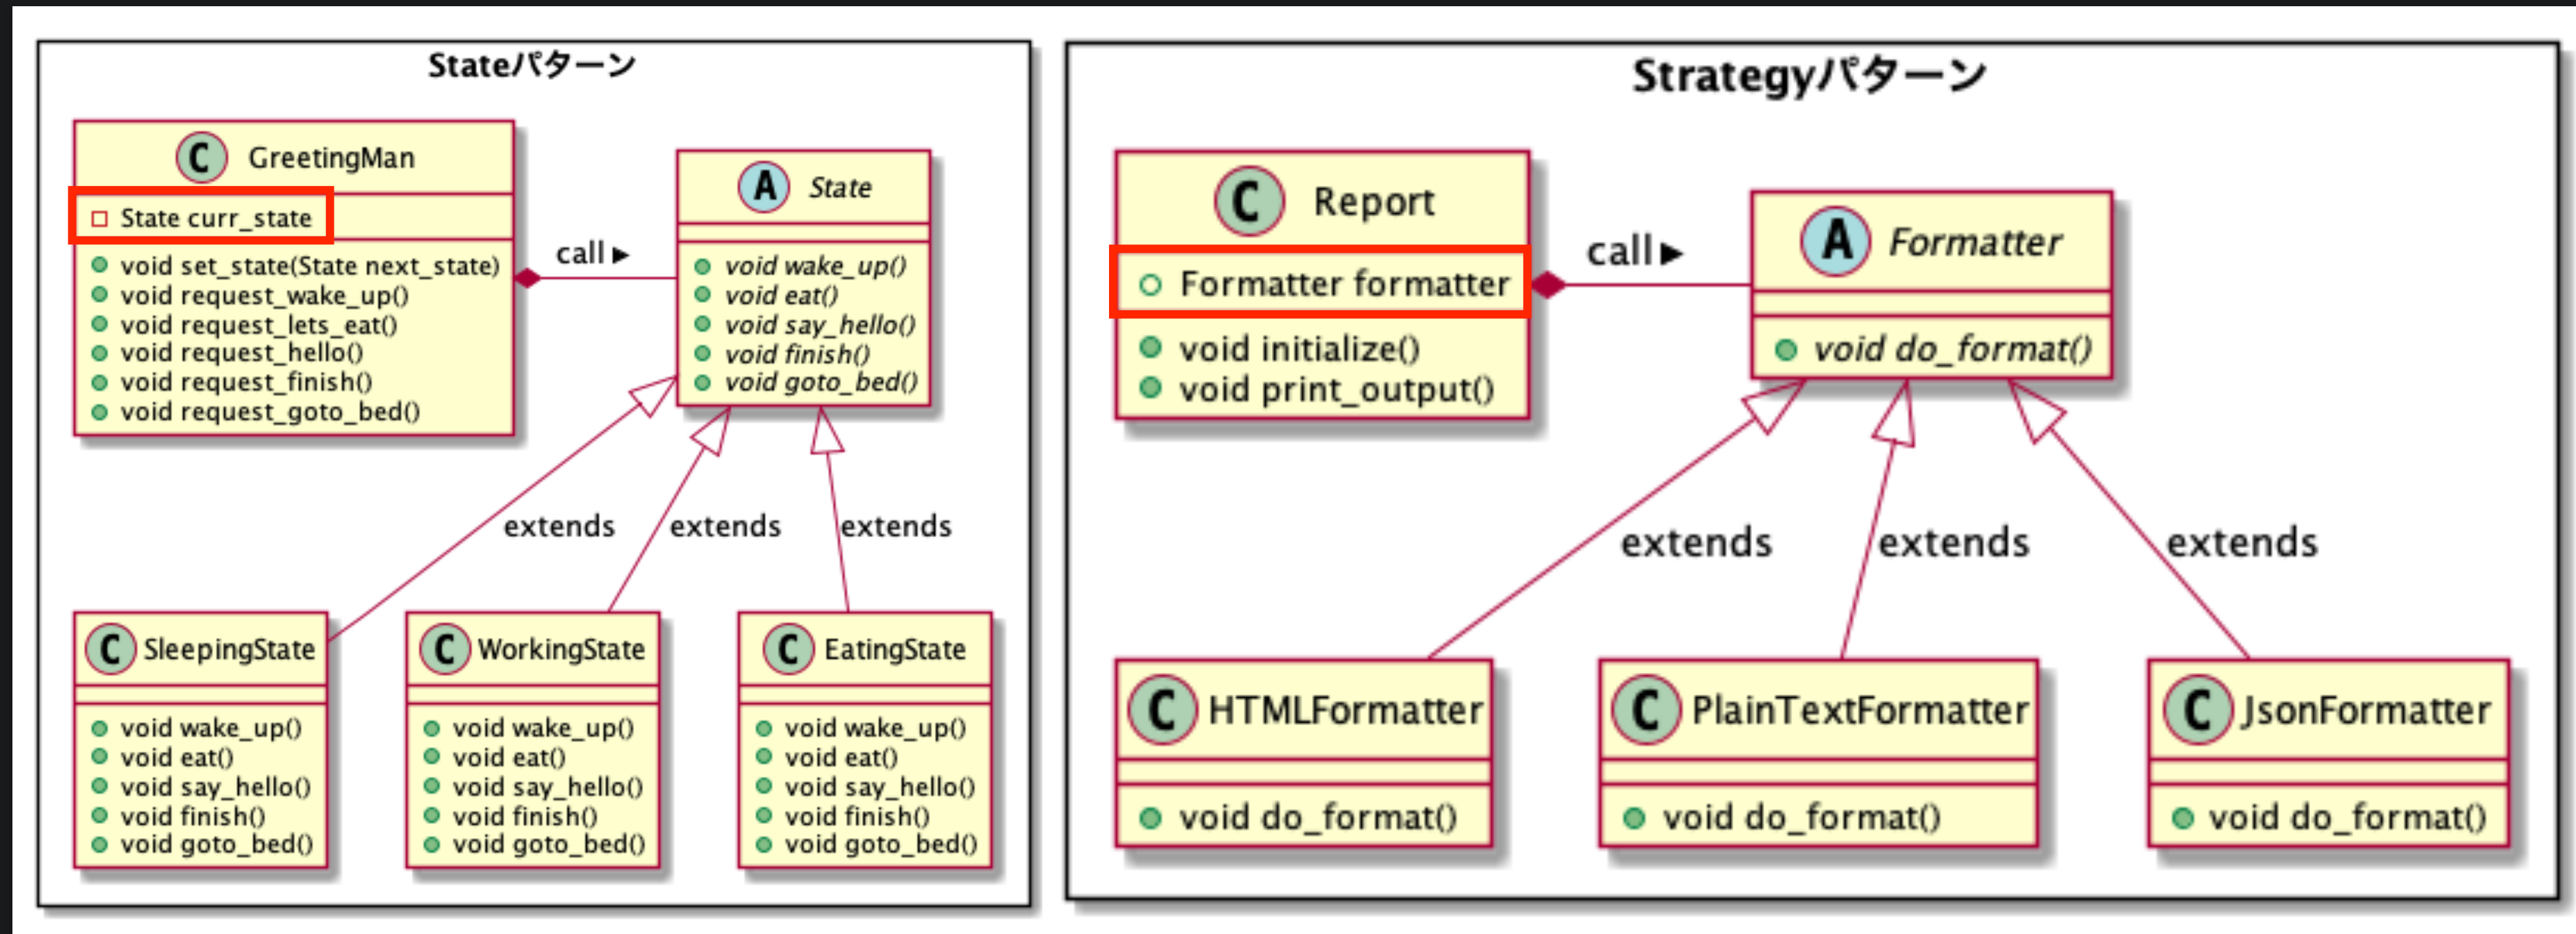 Stateパターン
C GreetingMan
State curr_state
void set_state(State next_state)
void request_wake_up()
void request_lets_eat()
void request_hello()
void request_finish()
void request_goto_bed()
call
A State
void wake_up()
void eat()
void say_hello()
void finish()
void goto_bed()
extends
extends
extends
C SleepingState
void wake_up()
void eat()
void say_hello()
void finish()
void goto_bed()
C WorkingState
void wake_up()
void eat()
void say_hello()
void finish()
void goto_bed()
C EatingState
void wake_up()
void eat()
void say_hello()
void finish()
void goto_bed()
Strategyパターン
C Report
Formatter formatter
void initialize()
void print_output()
call
A Formatter
void do_format()
extends
extends
extends
C HTMLFormatter
void do_format()
C PlainTextFormatter
void do_format()
C JsonFormatter
void do_format()